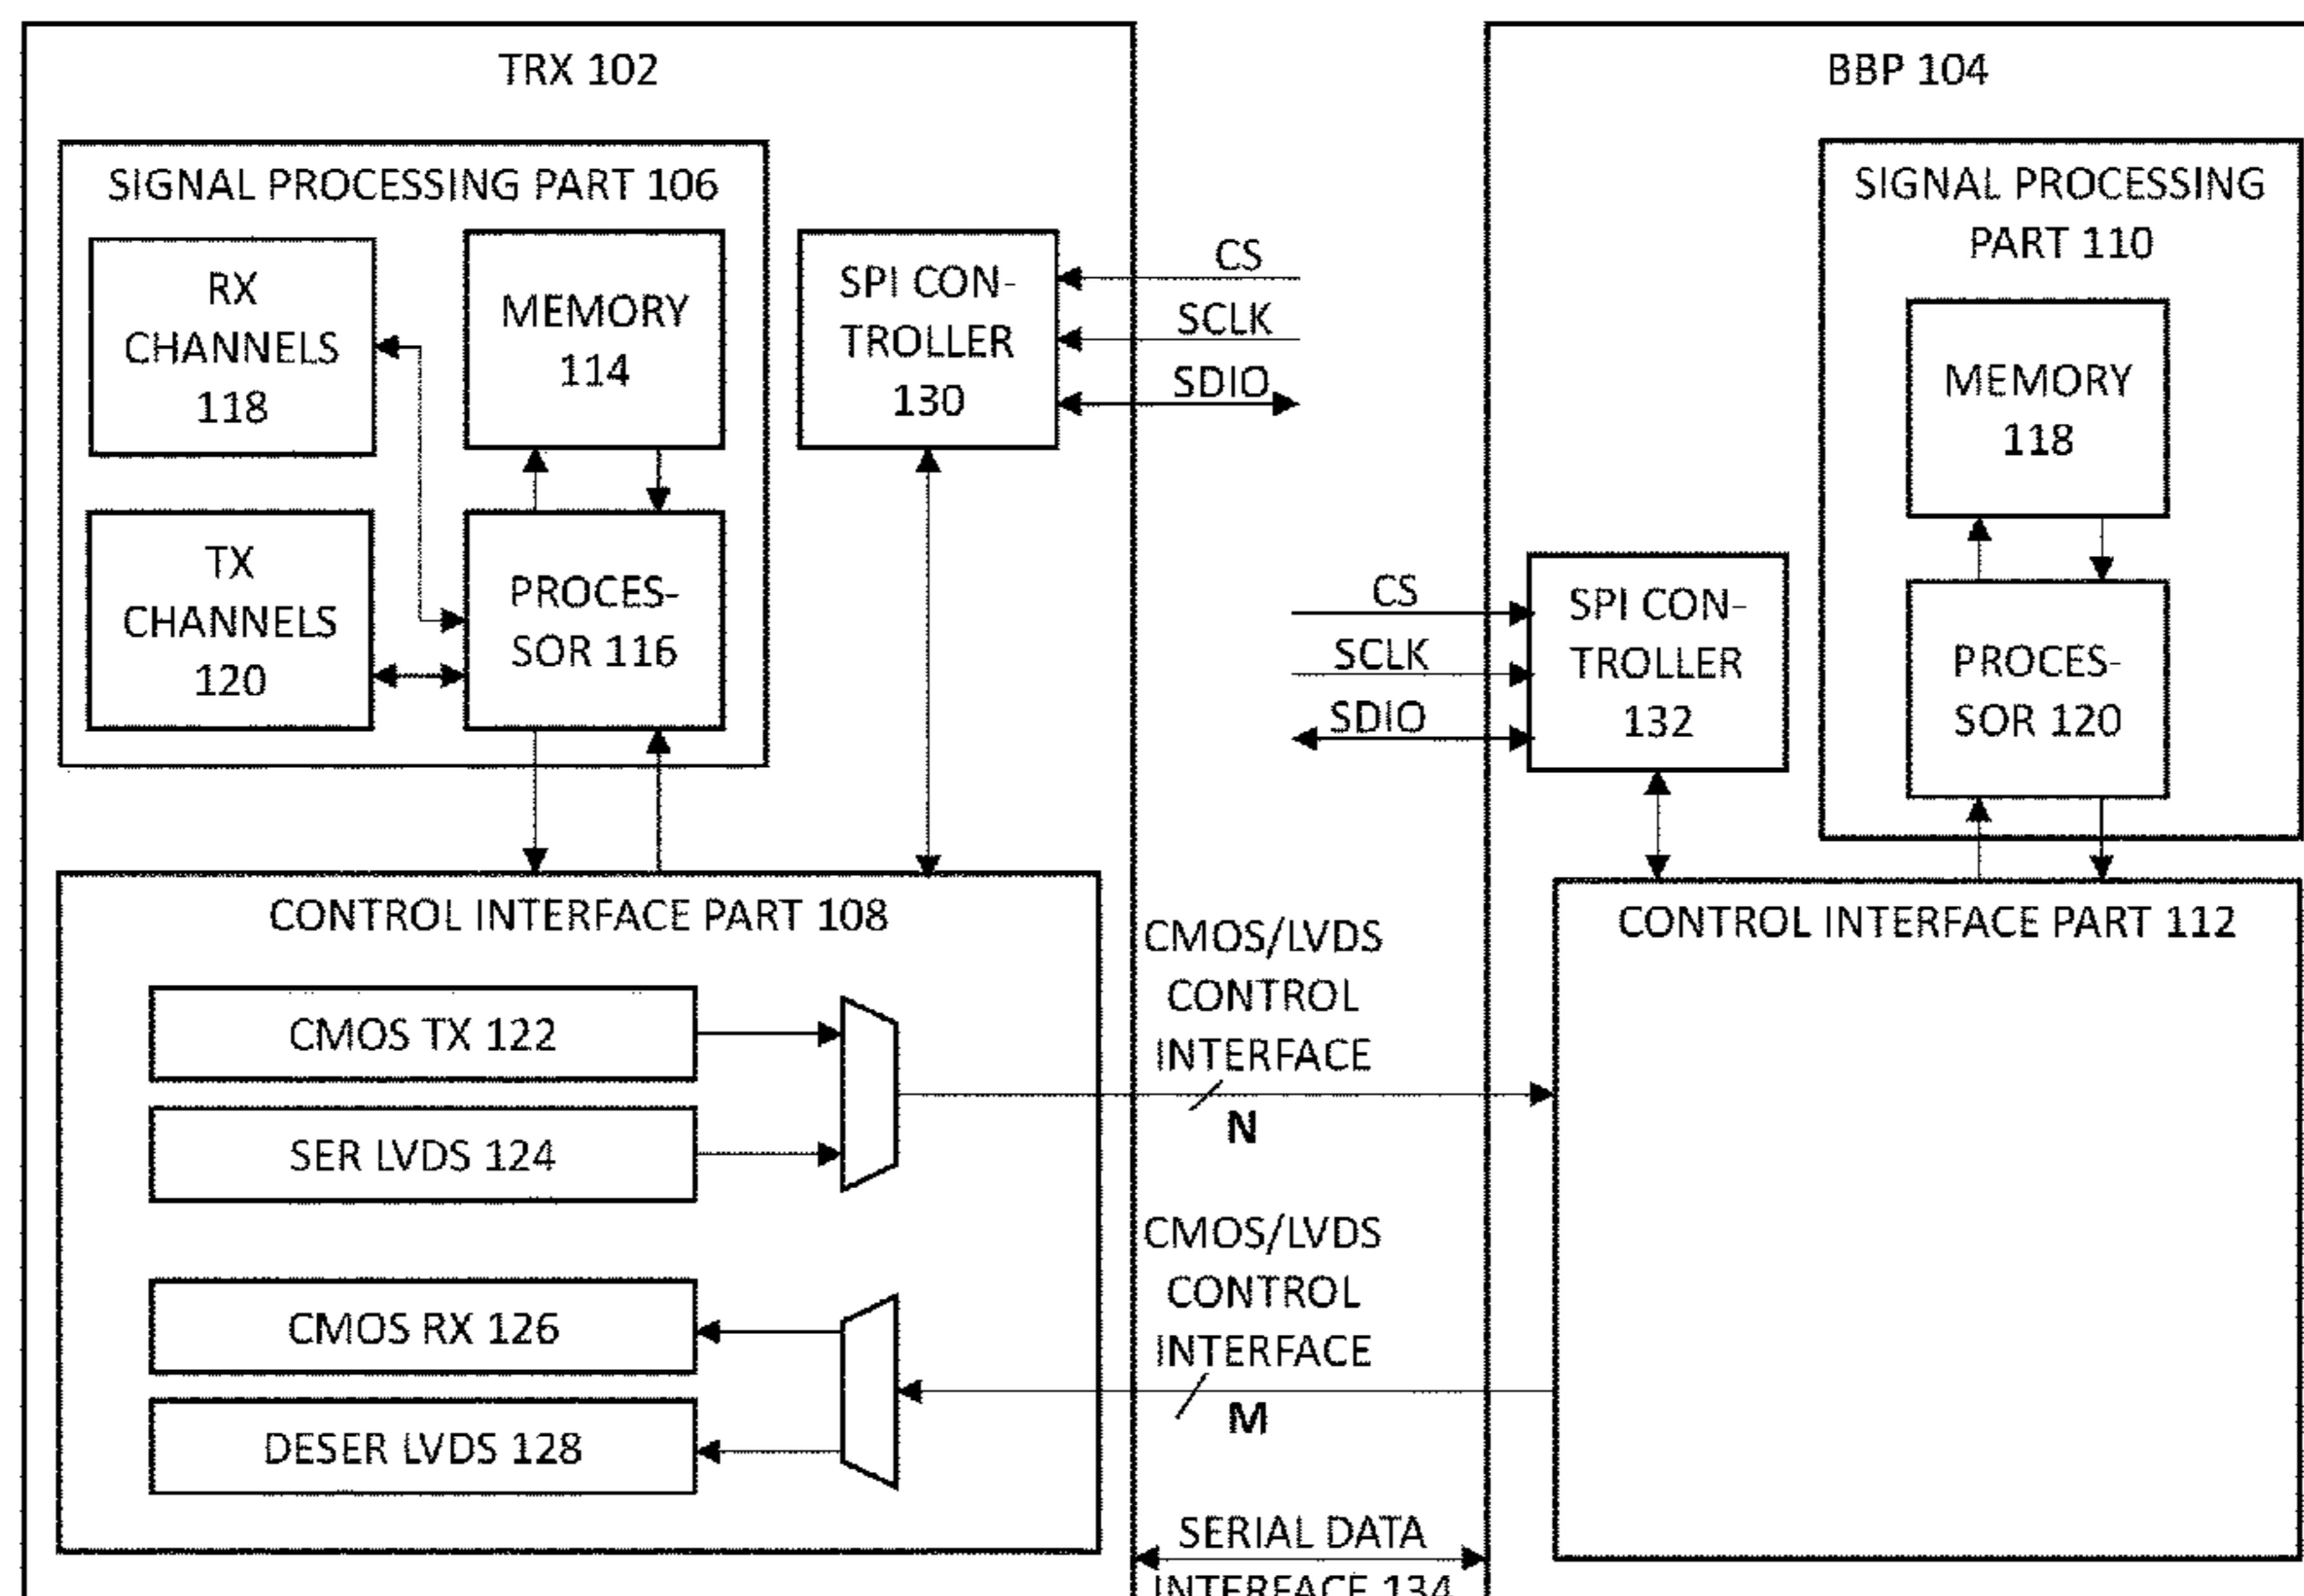 TRX 102
SIGNAL PROCESSING PART 106
RX
CHANNELS
118
MEMORY
114
TX
CHANNELS
120
PROCES-
SOR 116
SPI CON-
TROLLER
130
CS
SCLK
SDIO
CONTROL INTERFACE PART 108
CMOS TX 122
SER LVDS 124
CMOS RX 126
DESER LVDS 128
CMOS/LVDS
CONTROL
INTERFACE
N
CMOS/LVDS
CONTROL
INTERFACE
M
SERIAL DATA
INTERFACE 134
BBP 104
SIGNAL PROCESSING
PART 110
MEMORY
118
PROCES-
SOR 120
CS
SCLK
SDIO
SPI CON-
TROLLER
132
CONTROL INTERFACE PART 112